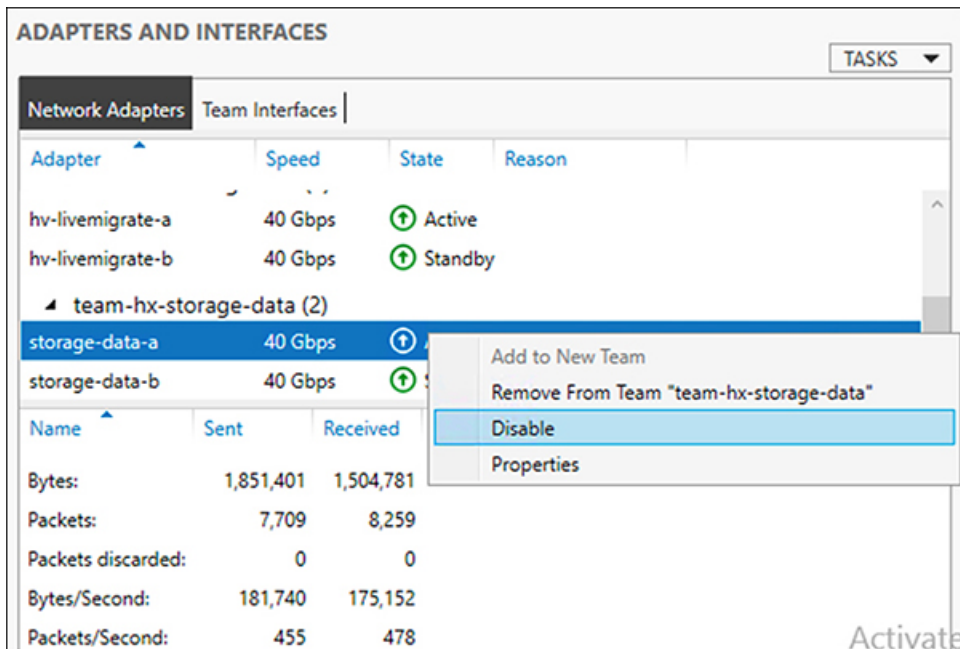 ADAPTERS AND INTERFACES
TASKS
Network Adapters Team Interfaces
Adapter Speed State Reason
hv-livemigrate-a 40 Gbps Active
hv-livemigrate-b 40 Gbps Standby
team-hx-storage-data (2)
storage-data-a 40 Gbps
storage-data-b 40 Gbps
Add to New Team
Remove From Team "team-hx-storage-data"
Disable
Properties
Name Sent Received
Bytes: 1,851,401 1,504,781
Packets: 7,709 8,259
Packets discarded: 0 0
Bytes/Second: 181,740 175,152
Packets/Second: 455 478
Activate